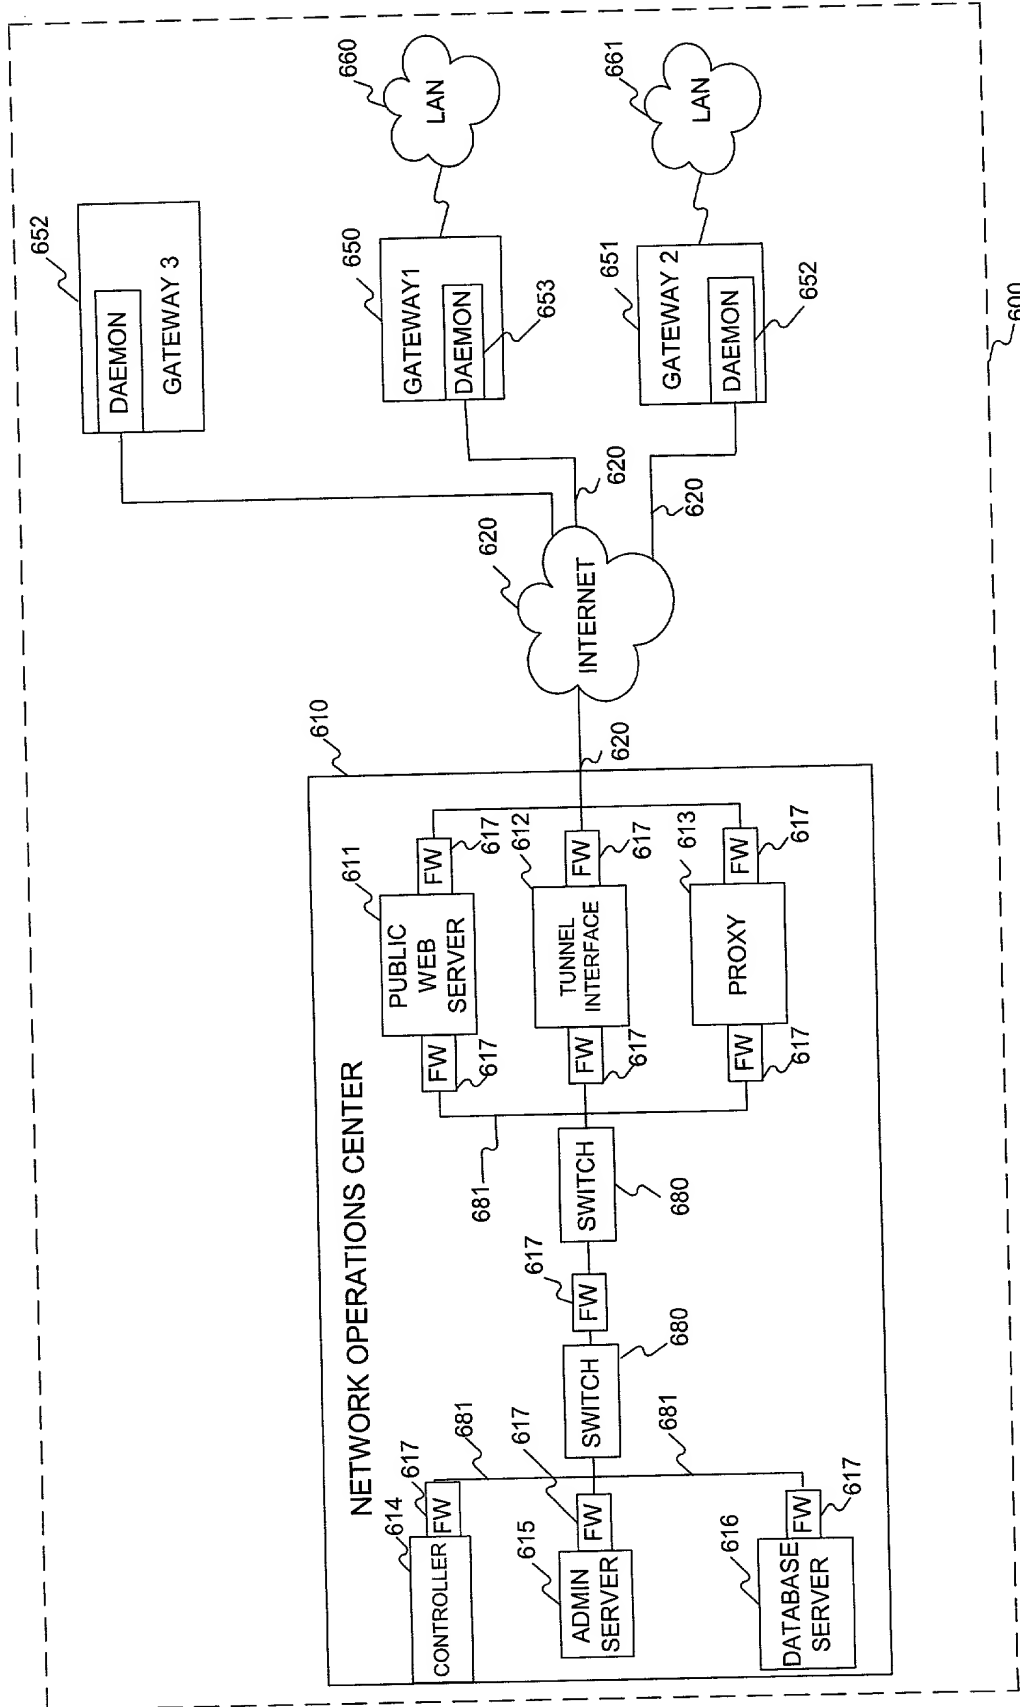 652
DAEMON
GATEWAY 3
610
NETWORK OPERATIONS CENTER
660
LAN
650
GATEWAY1
DAEMON
653
614
617
CONTROLLER
FW
681
681
611
FW
617
PUBLIC
WEB
SERVER
FW
617
620
INTERNET
620
620
620
615
617
ADMIN
SERVER
FW
SWITCH
680
617
FW
SWITCH
680
612
FW
617
TUNNEL
INTERFACE
FW
617
661
LAN
651
GATEWAY 2
DAEMON
652
681
616
DATABASE
SERVER
FW
617
613
FW
617
PROXY
FW
617
600